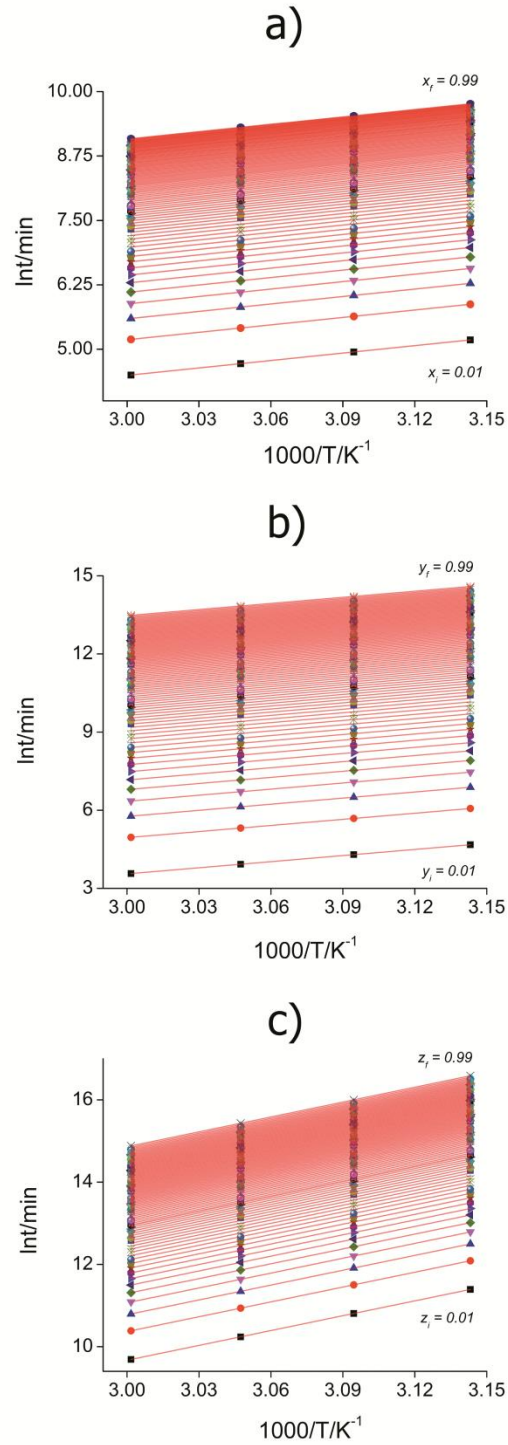 a)
x_f = 0.99
10.00
8.75
7.50
6.25
5.00
lnt/min
x_i = 0.01
3.00 3.03 3.06 3.09 3.12 3.15
1000/T/K^-1
b)
y_f = 0.99
15
12
9
6
3
lnt/min
y_i = 0.01
3.00 3.03 3.06 3.09 3.12 3.15
1000/T/K^-1
c)
z_f = 0.99
16
14
12
10
lnt/min
z_i = 0.01
3.00 3.03 3.06 3.09 3.12 3.15
1000/T/K^-1